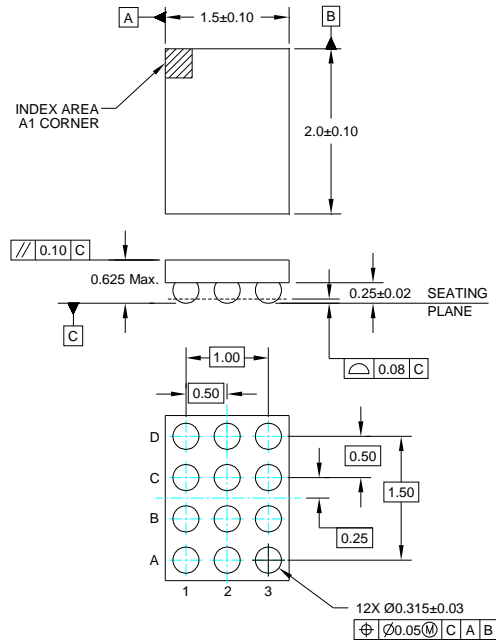 A
1.5±0.10
B
INDEX AREA
A1 CORNER
2.0±0.10
// 0.10 C
0.625 Max.
0.25±0.02
SEATING
PLANE
C
⌓ 0.08 C
1.00
0.50
D
C
B
A
1 2 3
0.50
1.50
0.25
12X Ø0.315±0.03
⌖ Ø0.05Ⓜ C A B